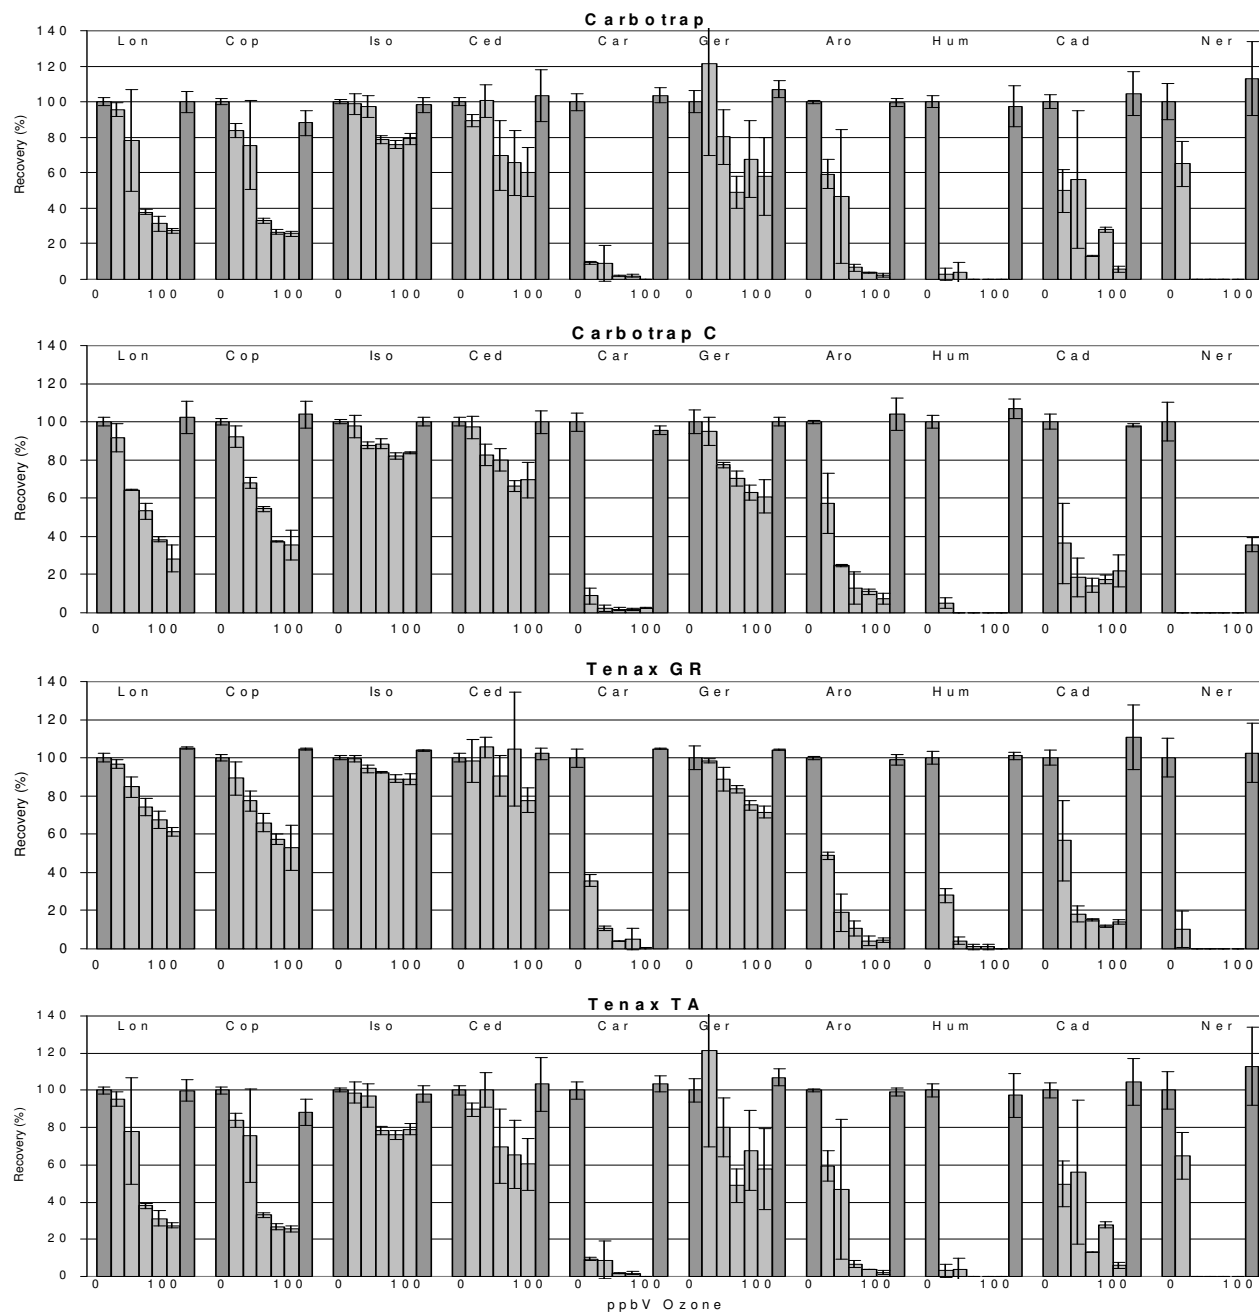 Carbotrap
140
Lon Cop Iso Ced Car Ger Aro Hum Cad Ner
120
100
80
60
40
20
0
Recovery (%)
0 100 0 100 0 100 0 100 0 100 0 100 0 100 0 100 0 100 0 100
Carbotrap C
140
Lon Cop Iso Ced Car Ger Aro Hum Cad Ner
120
100
80
60
40
20
0
Recovery (%)
0 100 0 100 0 100 0 100 0 100 0 100 0 100 0 100 0 100 0 100
Tenax GR
140
Lon Cop Iso Ced Car Ger Aro Hum Cad Ner
120
100
80
60
40
20
0
Recovery (%)
0 100 0 100 0 100 0 100 0 100 0 100 0 100 0 100 0 100 0 100
Tenax TA
140
Lon Cop Iso Ced Car Ger Aro Hum Cad Ner
120
100
80
60
40
20
0
Recovery (%)
0 100 0 100 0 100 0 100 0 100 0 100 0 100 0 100 0 100 0 100
ppbV Ozone